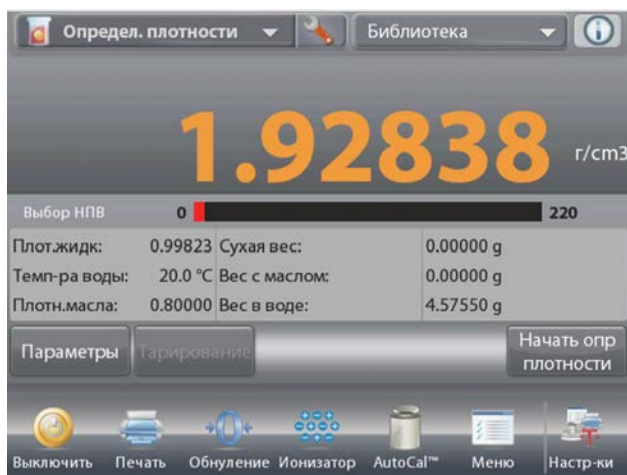 Определ. плотности
Библиотека
1.92838 г/cm3
Выбор НПВ 0 220
Плот.жидк: 0.99823 Сухая вес: 0.00000 g
Темп-ра воды: 20.0 °C Вес с маслом: 0.00000 g
Плотн.масла: 0.80000 Вес в воде: 4.57550 g
Параметры Тарирование Начать опр
плотности
Выключить Печать Обнуление Ионизатор AutoCal™ Меню Настр-ки